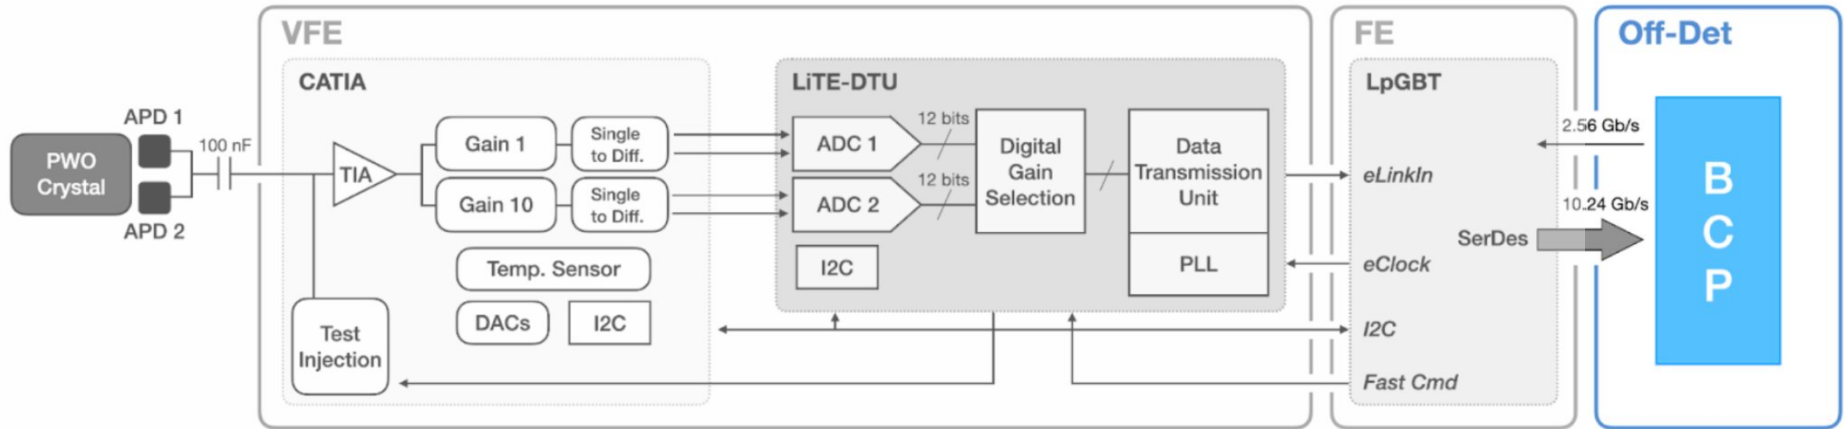 VFE
FE
Off-Det
CATIA
LiTE-DTU
LpGBT
PWO
Crystal
APD 1
APD 2
100 nF
TIA
Gain 1
Single
to Diff.
Gain 10
Single
to Diff.
Temp. Sensor
DACs
I2C
Test
Injection
ADC 1
12 bits
ADC 2
12 bits
I2C
Digital
Gain
Selection
Data
Transmission
Unit
PLL
eLinkIn
SerDes
eClock
I2C
Fast Cmd
2.56 Gb/s
10.24 Gb/s
B
C
P